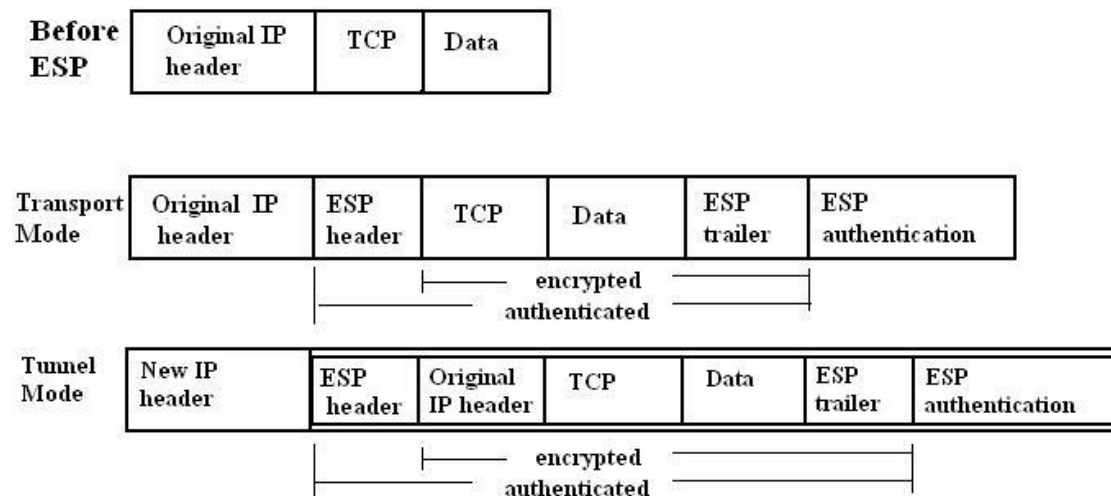 Before ESP
Original IP header
TCP
Data
Transport Mode
Original IP header
ESP header
TCP
Data
ESP trailer
ESP authentication
encrypted
authenticated
Tunnel Mode
New IP header
ESP header
Original IP header
TCP
Data
ESP trailer
ESP authentication
encrypted
authenticated